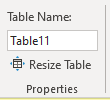 Table Name:
Table11
Resize Table
Properties